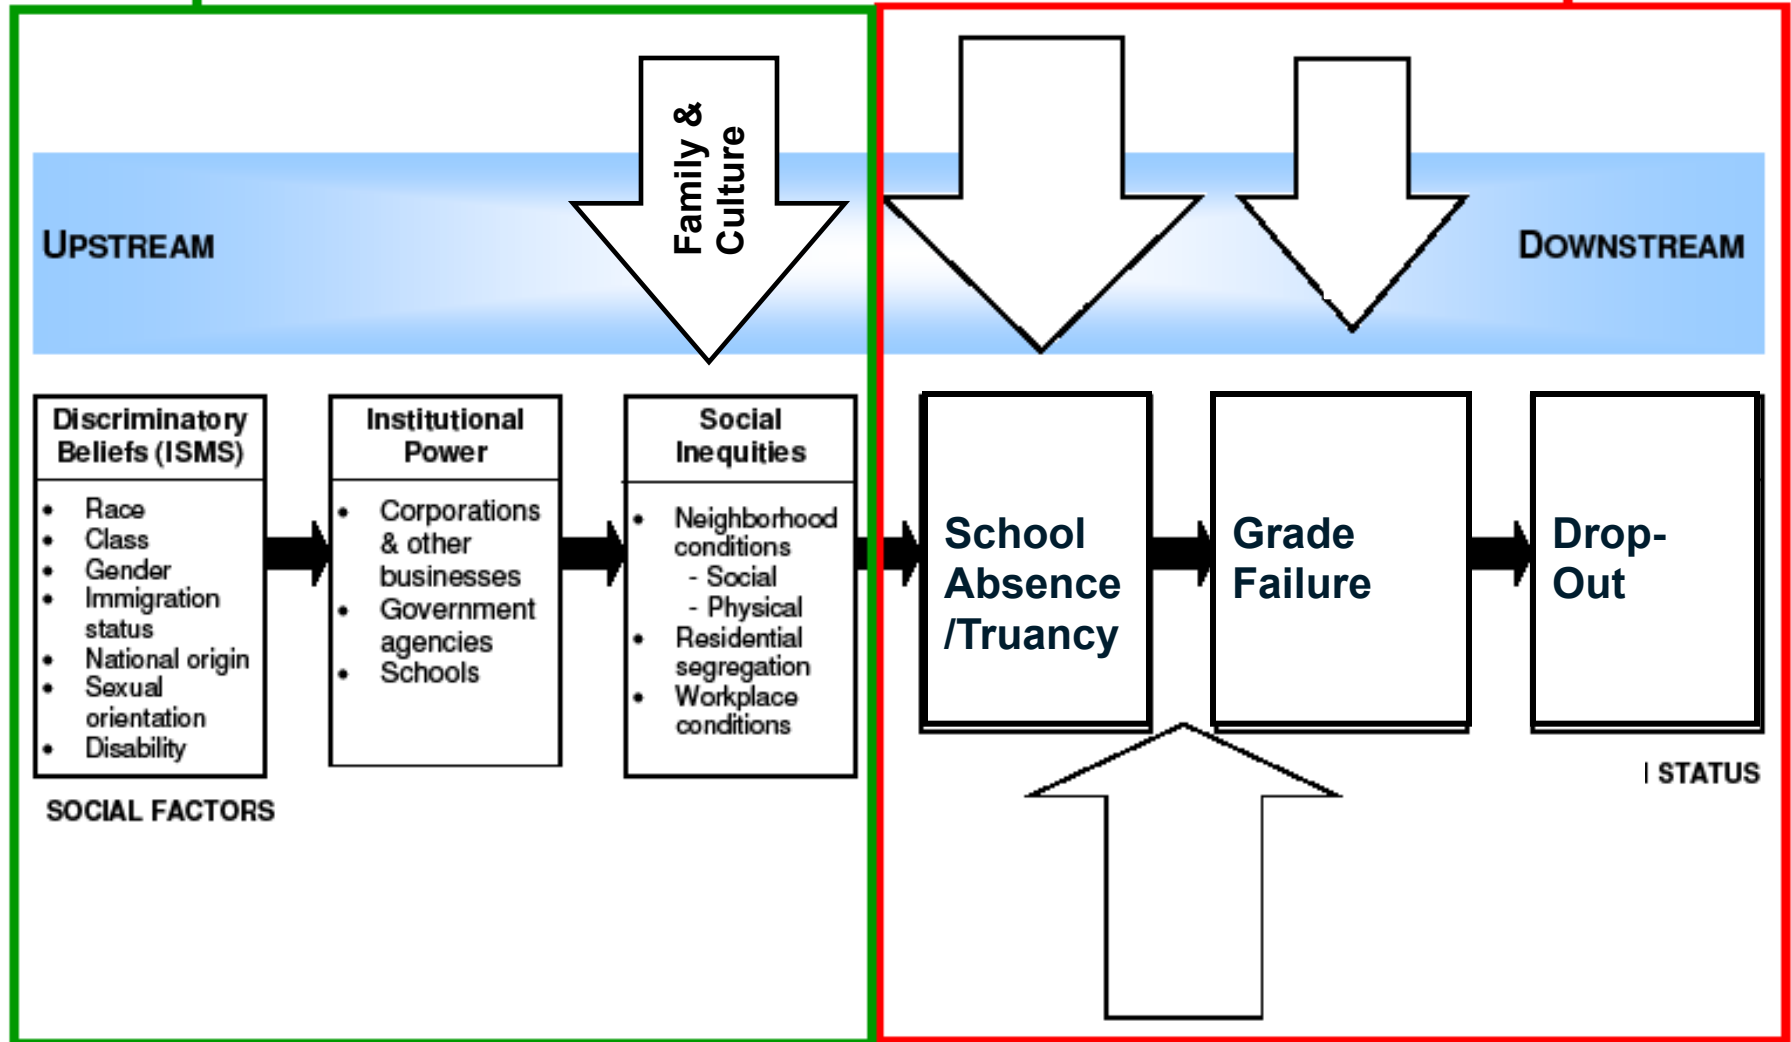 Family &
Culture
UPSTREAM
DOWNSTREAM
Discriminatory
Beliefs (ISMS)
• Race
• Class
• Gender
• Immigration
status
• National origin
• Sexual
orientation
• Disability
Institutional
Power
• Corporations
& other
businesses
• Government
agencies
• Schools
Social
Inequities
• Neighborhood
conditions
- Social
- Physical
• Residential
segregation
• Workplace
conditions
School
Absence
/Truancy
Grade
Failure
Drop-
Out
SOCIAL FACTORS
STATUS